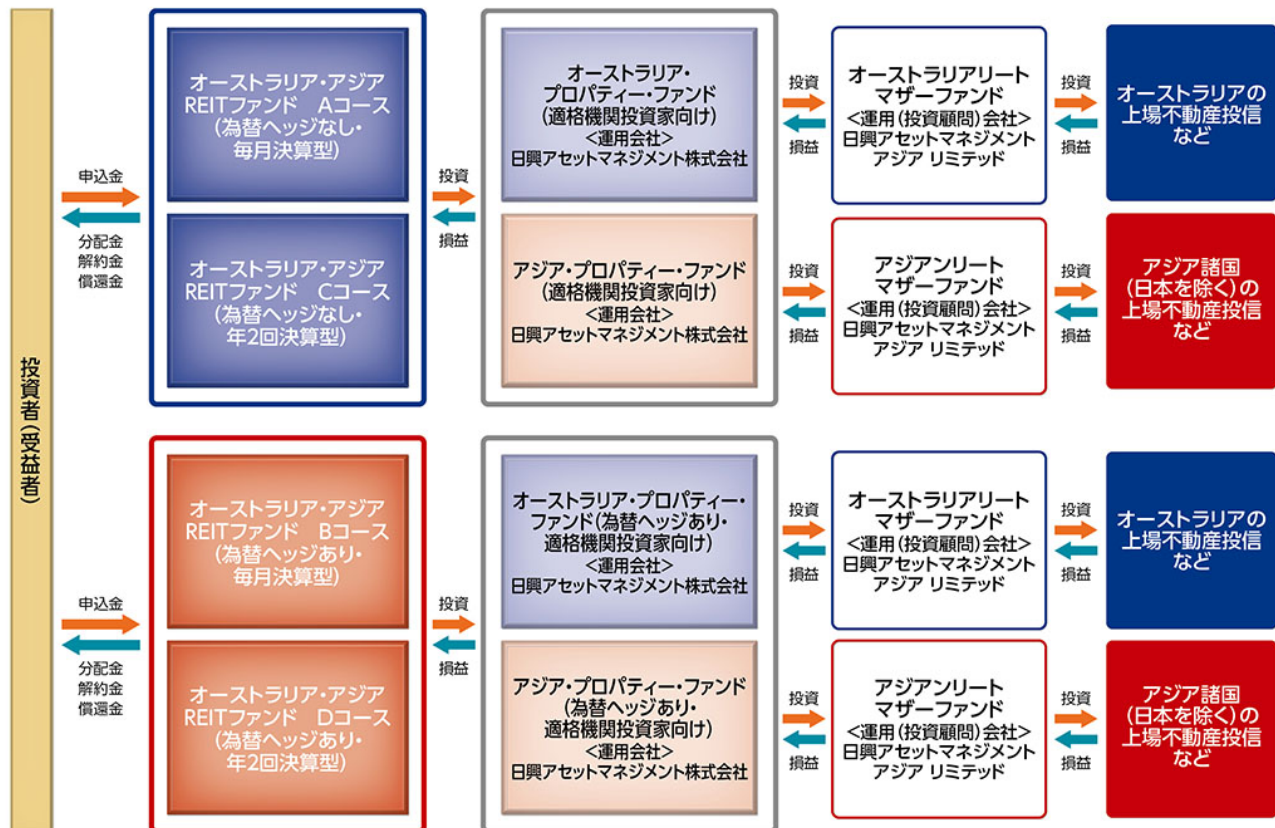 投資者(受益者)
申込金
分配金
解約金
償還金
オーストラリア・アジア
REITファンド Aコース
(為替ヘッジなし・
毎月決算型)
オーストラリア・アジア
REITファンド Cコース
(為替ヘッジなし・
年2回決算型)
投資
損益
オーストラリア・
プロパティー・ファンド
(適格機関投資家向け)
<運用会社>
日興アセットマネジメント株式会社
アジア・プロパティー・ファンド
(適格機関投資家向け)
<運用会社>
日興アセットマネジメント株式会社
投資
損益
オーストラリアリート
マザーファンド
<運用(投資顧問)会社>
日興アセットマネジメント
アジア リミテッド
投資
損益
オーストラリアの
上場不動産投信
など
投資
損益
アジアンリート
マザーファンド
<運用(投資顧問)会社>
日興アセットマネジメント
アジア リミテッド
投資
損益
アジア諸国
(日本を除く)の
上場不動産投信
など
申込金
分配金
解約金
償還金
オーストラリア・アジア
REITファンド Bコース
(為替ヘッジあり・
毎月決算型)
オーストラリア・アジア
REITファンド Dコース
(為替ヘッジあり・
年2回決算型)
投資
損益
オーストラリア・プロパティー・
ファンド(為替ヘッジあり・
適格機関投資家向け)
<運用会社>
日興アセットマネジメント株式会社
アジア・プロパティー・ファンド
(為替ヘッジあり・
適格機関投資家向け)
<運用会社>
日興アセットマネジメント株式会社
投資
損益
オーストラリアリート
マザーファンド
<運用(投資顧問)会社>
日興アセットマネジメント
アジア リミテッド
投資
損益
オーストラリアの
上場不動産投信
など
投資
損益
アジアンリート
マザーファンド
<運用(投資顧問)会社>
日興アセットマネジメント
アジア リミテッド
投資
損益
アジア諸国
(日本を除く)の
上場不動産投信
など